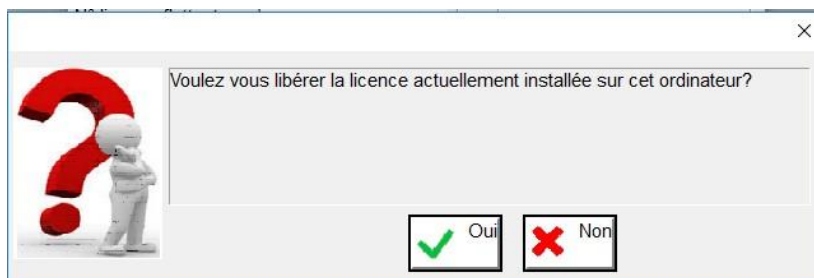 Voulez vous libérer la licence actuellement installée sur cet ordinateur?
Oui
Non